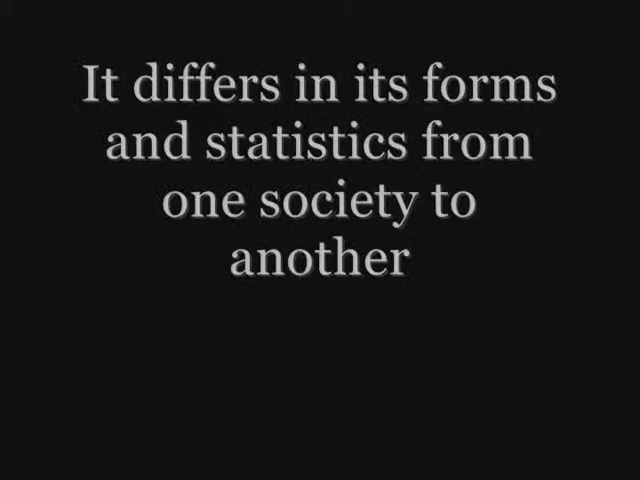 It differs in its forms
and statistics from
one society to
another